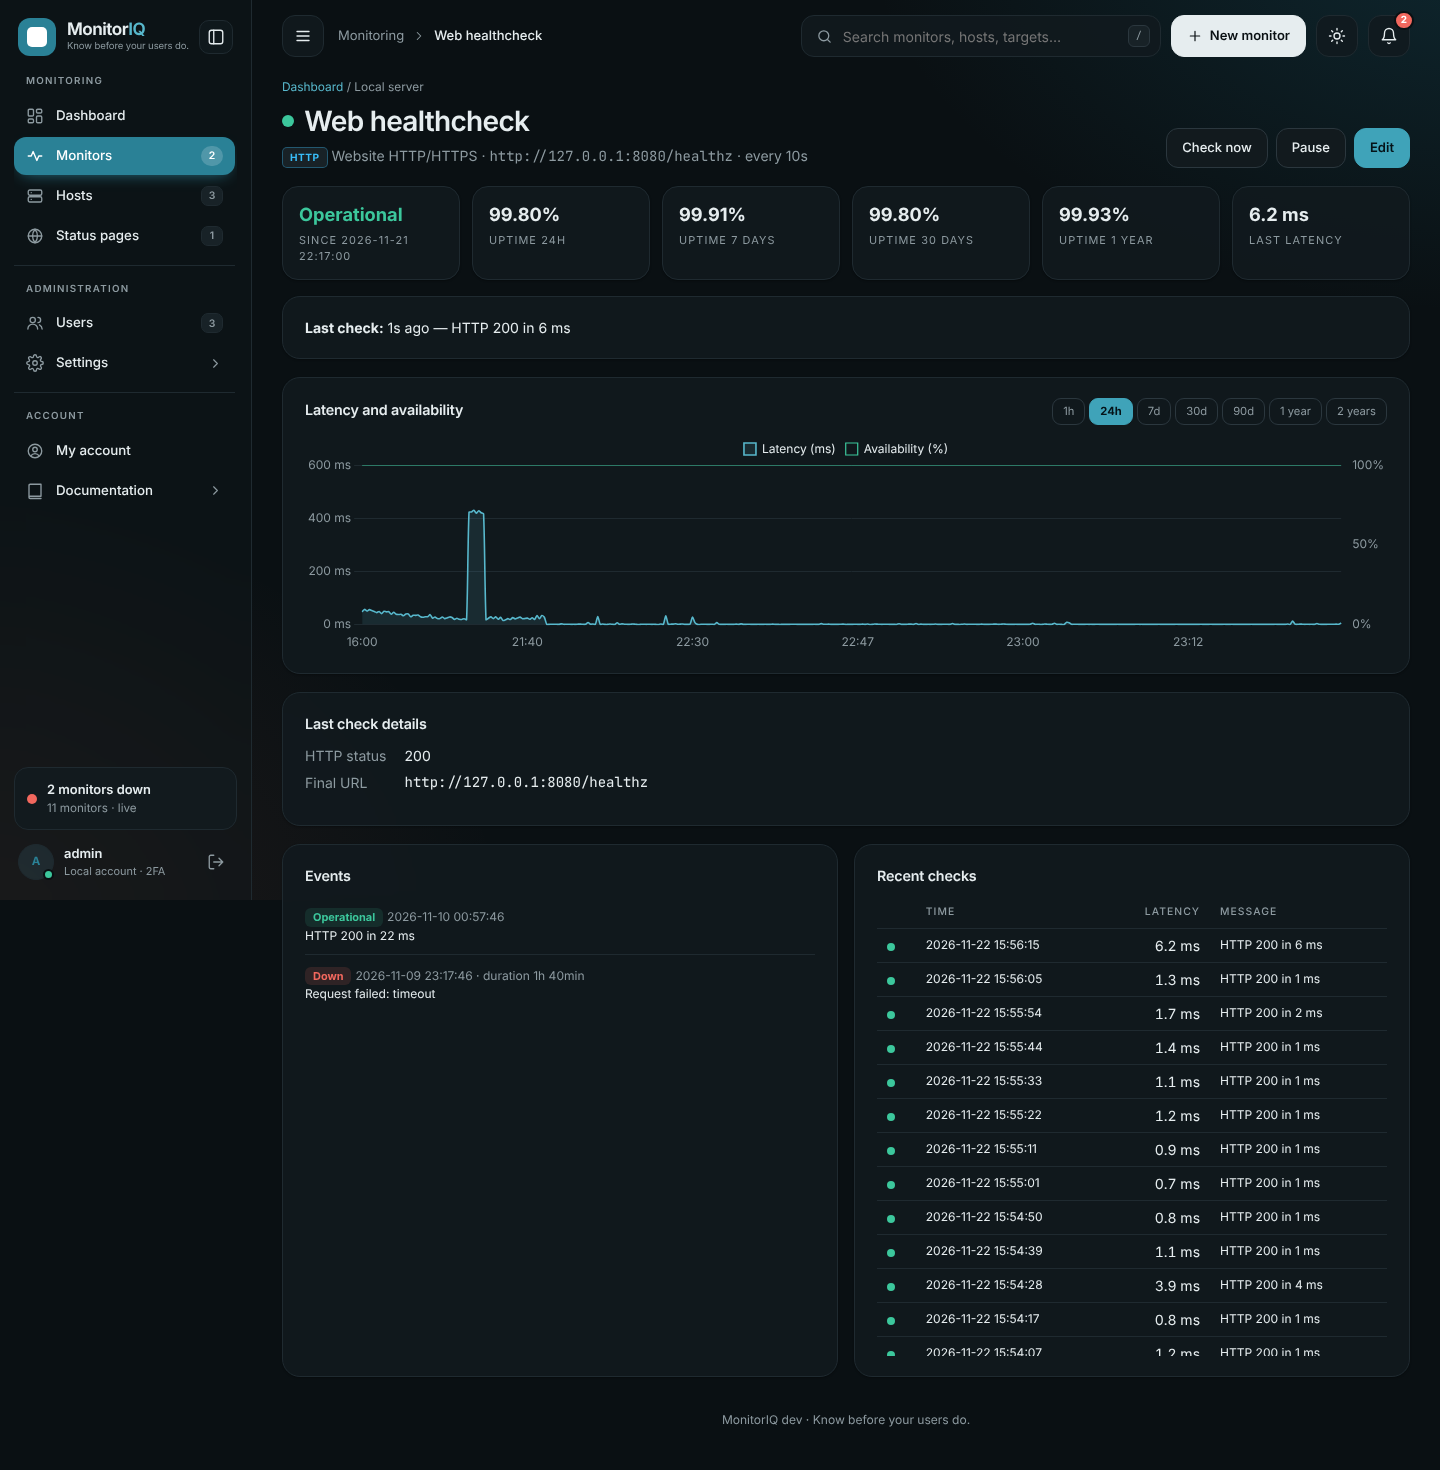 MonitorIQ
Know before your users do.
MONITORING
Dashboard
Monitors 2
Hosts 3
Status pages 1
ADMINISTRATION
Users 3
Settings
ACCOUNT
My account
Documentation
2 monitors down
11 monitors · live
A
admin
Local account · 2FA
Monitoring > Web healthcheck
Search monitors, hosts, targets... /
+ New monitor
2
Dashboard / Local server
Web healthcheck
HTTP Website HTTP/HTTPS · http://127.0.0.1:8080/healthz · every 10s
Check now
Pause
Edit
Operational
SINCE 2026-11-21
22:17:00
99.80%
UPTIME 24H
99.91%
UPTIME 7 DAYS
99.80%
UPTIME 30 DAYS
99.93%
UPTIME 1 YEAR
6.2 ms
LAST LATENCY
Last check: 1s ago — HTTP 200 in 6 ms
Latency and availability
1h 24h 7d 30d 90d 1 year 2 years
Latency (ms) Availability (%)
600 ms 100%
400 ms
50%
200 ms
0 ms 0%
16:00 21:40 22:30 22:47 23:00 23:12
Last check details
HTTP status 200
Final URL http://127.0.0.1:8080/healthz
Events
Operational 2026-11-10 00:57:46
HTTP 200 in 22 ms
Down 2026-11-09 23:17:46 · duration 1h 40min
Request failed: timeout
Recent checks
TIME LATENCY MESSAGE
2026-11-22 15:56:15 6.2 ms HTTP 200 in 6 ms
2026-11-22 15:56:05 1.3 ms HTTP 200 in 1 ms
2026-11-22 15:55:54 1.7 ms HTTP 200 in 2 ms
2026-11-22 15:55:44 1.4 ms HTTP 200 in 1 ms
2026-11-22 15:55:33 1.1 ms HTTP 200 in 1 ms
2026-11-22 15:55:22 1.2 ms HTTP 200 in 1 ms
2026-11-22 15:55:11 0.9 ms HTTP 200 in 1 ms
2026-11-22 15:55:01 0.7 ms HTTP 200 in 1 ms
2026-11-22 15:54:50 0.8 ms HTTP 200 in 1 ms
2026-11-22 15:54:39 1.1 ms HTTP 200 in 1 ms
2026-11-22 15:54:28 3.9 ms HTTP 200 in 4 ms
2026-11-22 15:54:17 0.8 ms HTTP 200 in 1 ms
2026-11-22 15:54:07 1.2 ms HTTP 200 in 1 ms
MonitorIQ dev · Know before your users do.